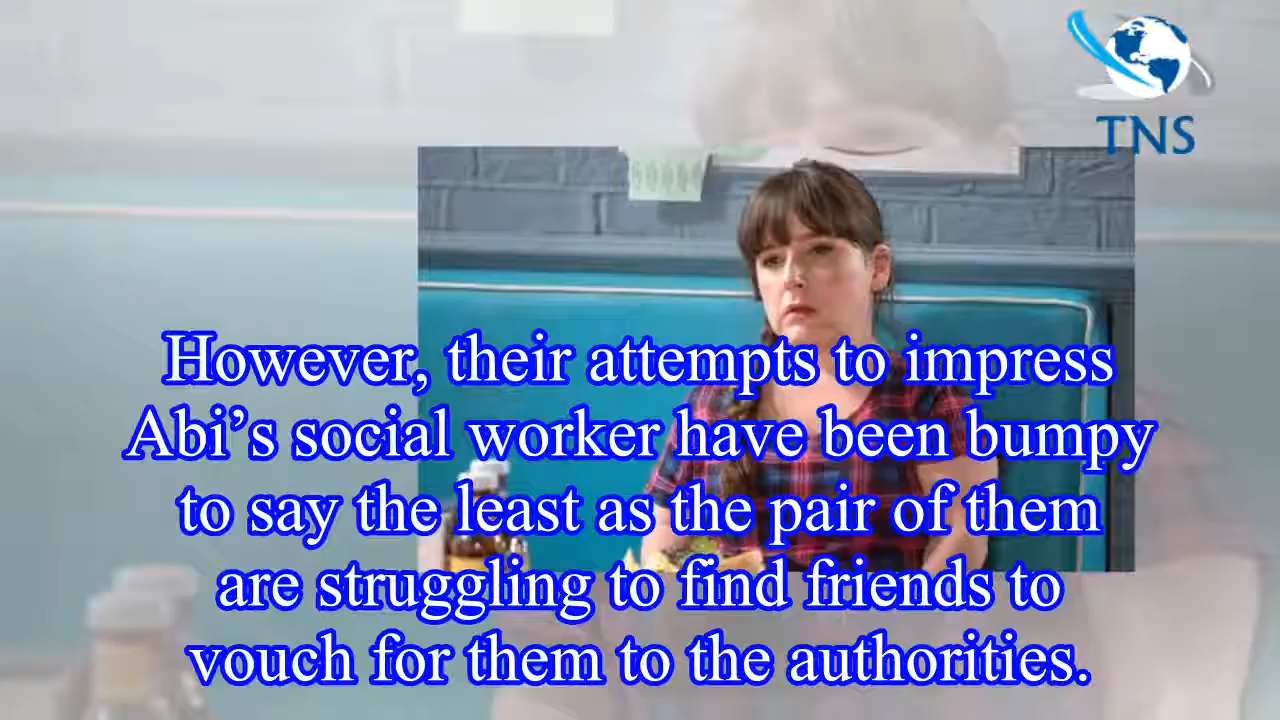 TNS
However, their attempts to impress
Abi’s social worker have been bumpy
to say the least as the pair of them
are struggling to find friends to
vouch for them to the authorities.